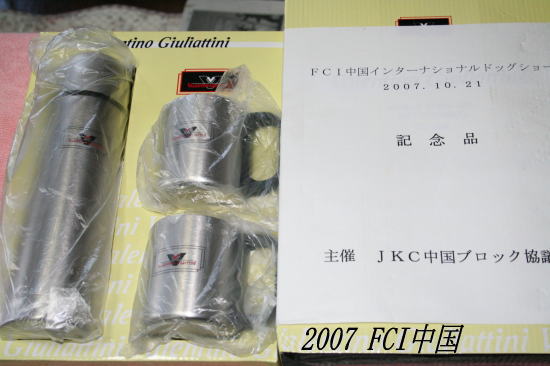 ntino Giuliattini
FCI中国インターナショナルドッグショー
2007. 10. 21
記念品
主催 JKC中国ブロック協議
2007 FCI中国
Giuliattini